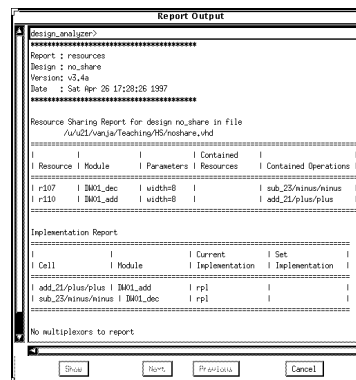 Report Output
design_analyzer>
****************************************
Report : resources
Design : no_share
Version: v3.4a
Date   : Sat Apr 26 17:28:26 1997
****************************************
Resource Sharing Report for design no_share in file
/u/u21/vanja/Teaching/HS/noshare.vhd
===============================================================================
|          |            |            | Contained |                      |
| Resource | Module     | Parameters | Resources | Contained Operations |
===============================================================================
| r107     | DW01_dec   | width=8    |           | sub_23/minus/minus   |
| r110     | DW01_add   | width=8    |           | add_21/plus/plus     |
===============================================================================
Implementation Report
===============================================================================
|                    |            | Current        | Set            |
| Cell               | Module     | Implementation | Implementation |
===============================================================================
| add_21/plus/plus   | DW01_add   | rpl            |                |
| sub_23/minus/minus | DW01_dec   | rpl            |                |
===============================================================================
No multiplexors to report
Show Next Previous Cancel